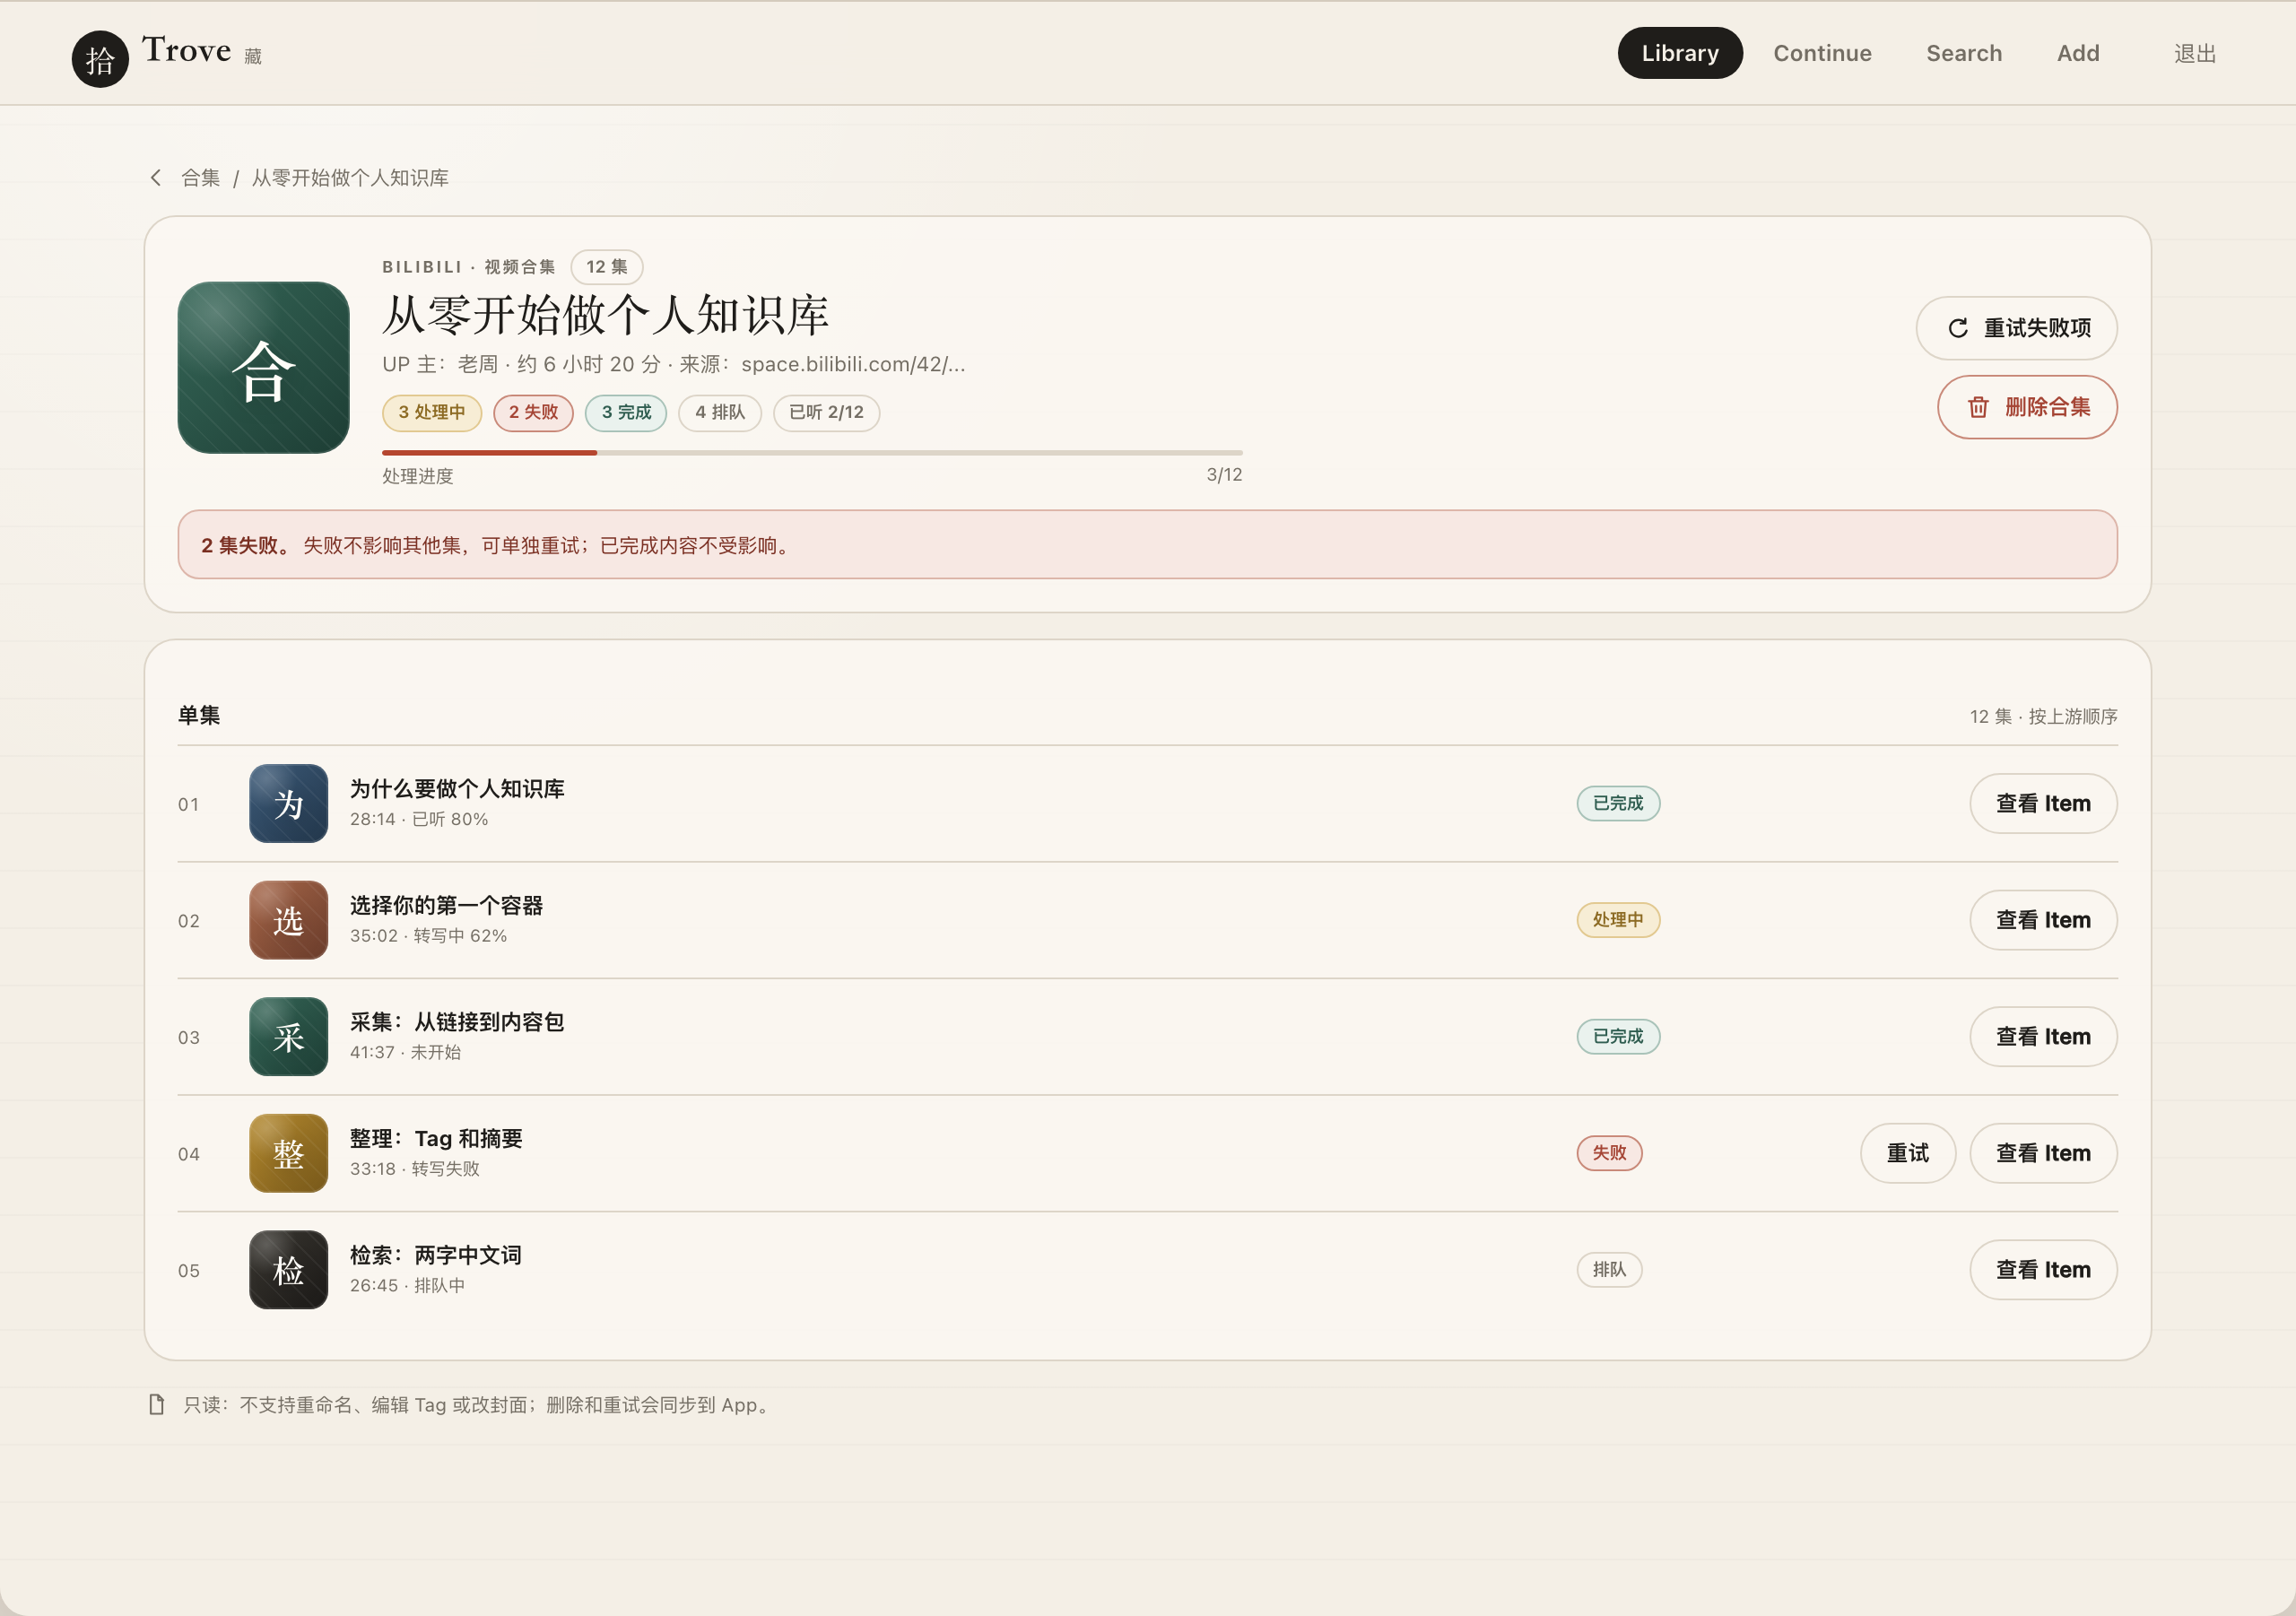 拾 Trove 藏
Library Continue Search Add 退出
合集 / 从零开始做个人知识库
BILIBILI · 视频合集 12 集
合
从零开始做个人知识库
UP 主：老周 · 约 6 小时 20 分 · 来源：space.bilibili.com/42/...
3 处理中 2 失败 3 完成 4 排队 已听 2/12
处理进度 3/12
重试失败项
删除合集
2 集失败。 失败不影响其他集，可单独重试；已完成内容不受影响。
单集 12 集 · 按上游顺序
01 为 为什么要做个人知识库 已完成 查看 Item
28:14 · 已听 80%
02 选 选择你的第一个容器 处理中 查看 Item
35:02 · 转写中 62%
03 采 采集：从链接到内容包 已完成 查看 Item
41:37 · 未开始
04 整 整理：Tag 和摘要 失败 重试 查看 Item
33:18 · 转写失败
05 检 检索：两字中文词 排队 查看 Item
26:45 · 排队中
只读：不支持重命名、编辑 Tag 或改封面；删除和重试会同步到 App。